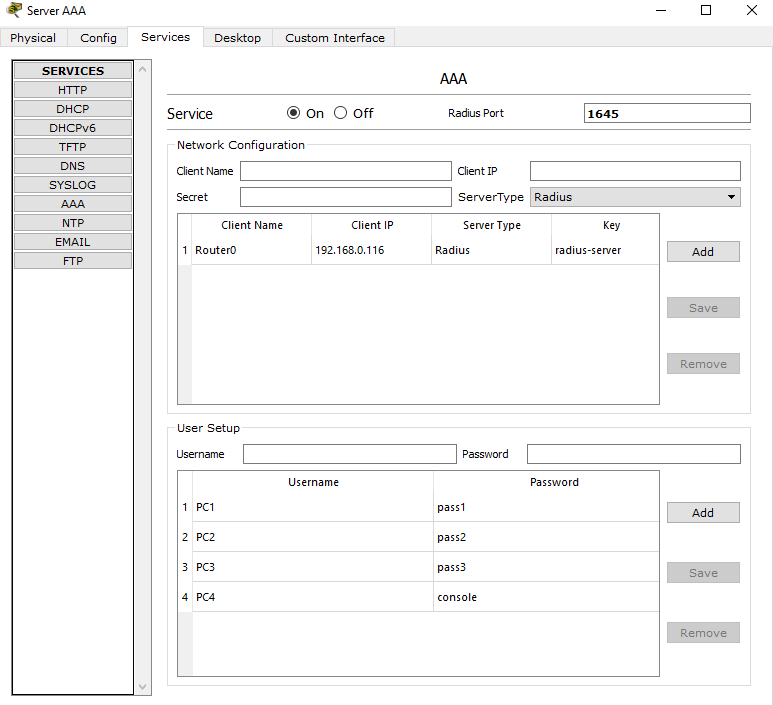 Server AAA
Physical Config Services Desktop Custom Interface
SERVICES
HTTP
DHCP
DHCPv6
TFTP
DNS
SYSLOG
AAA
NTP
EMAIL
FTP
AAA
Service On Off Radius Port 1645
Network Configuration
Client Name Client IP
Secret ServerType Radius
Client Name Client IP Server Type Key
1 Router0 192.168.0.116 Radius radius-server
Add
Save
Remove
User Setup
Username Password
Username Password
1 PC1 pass1
2 PC2 pass2
3 PC3 pass3
4 PC4 console
Add
Save
Remove